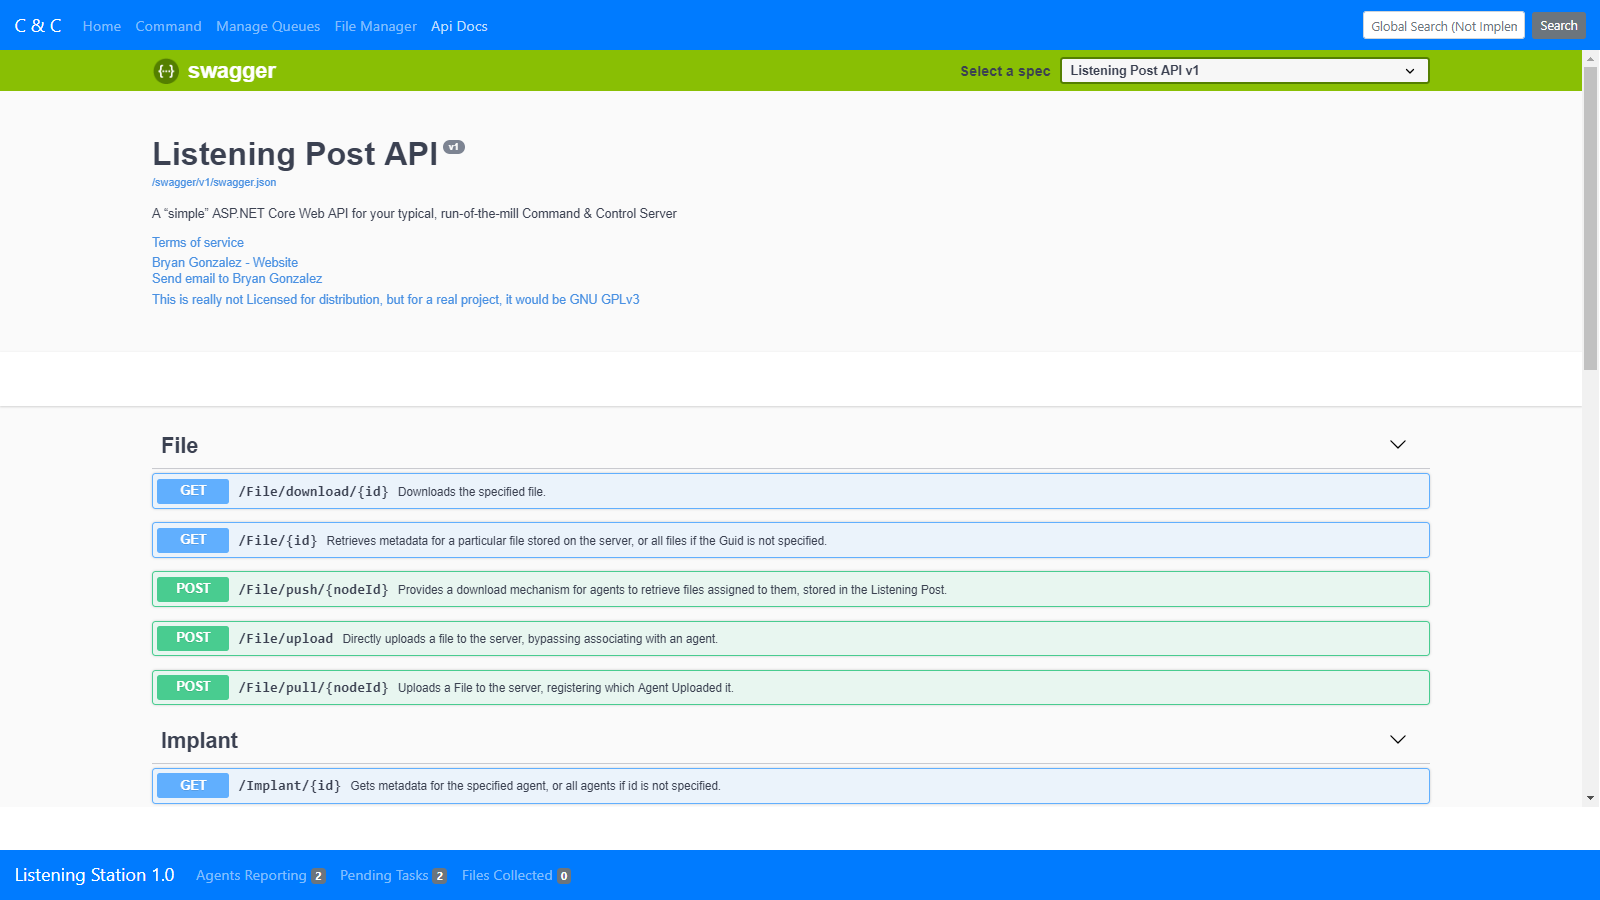 C & C Home Command Manage Queues File Manager Api Docs Global Search (Not Implen Search
{··} swagger Select a spec Listening Post API v1
Listening Post API v1
/swagger/v1/swagger.json
A “simple” ASP.NET Core Web API for your typical, run-of-the-mill Command & Control Server
Terms of service
Bryan Gonzalez - Website
Send email to Bryan Gonzalez
This is really not Licensed for distribution, but for a real project, it would be GNU GPLv3
File
GET /File/download/{id} Downloads the specified file.
GET /File/{id} Retrieves metadata for a particular file stored on the server, or all files if the Guid is not specified.
POST /File/push/{nodeId} Provides a download mechanism for agents to retrieve files assigned to them, stored in the Listening Post.
POST /File/upload Directly uploads a file to the server, bypassing associating with an agent.
POST /File/pull/{nodeId} Uploads a File to the server, registering which Agent Uploaded it.
Implant
GET /Implant/{id} Gets metadata for the specified agent, or all agents if id is not specified.
Listening Station 1.0 Agents Reporting 2 Pending Tasks 2 Files Collected 0